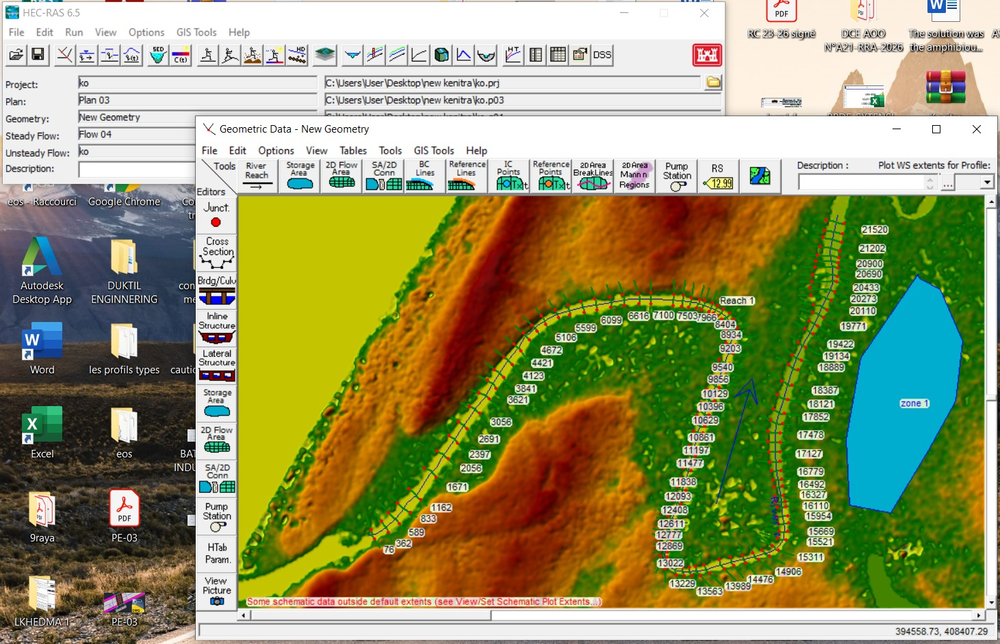 HEC-RAS 6.5
File Edit Run View Options GIS Tools Help
SED
C(t)
HD
HT
DSS
Project: ko C:\Users\User\Desktop\new kenitra\ko.prj
Plan: Plan 03 C:\Users\User\Desktop\new kenitra\ko.p03
Geometry: New Geometry
Steady Flow: Flow 04
Unsteady Flow: ko
Description:
RC 23-26 signé
DCE AOO
N°A21-RRA-2026
The solution was
the amphibiou...
Geometric Data - New Geometry
File Edit Options View Tables Tools GIS Tools Help
Tools
Editors
River
Reach
Storage
Area
2D Flow
Area
SA/2D
Conn
BC
Lines
Reference
Lines
IC
Points
Reference
Points
2D Area
BreakLines
2D Area
Mann n
Regions
Pump
Station
RS
12.99
Description :
...
Plot WS extents for Profile:
Junct.
Cross
Section
Brdg/Culv
Inline
Structure
Lateral
Structure
Storage
Area
2D Flow
Area
SA/2D
Conn
Pump
Station
HTab
Param.
View
Picture
Reach 1
zone 1
21520
21202
20900
20690
20433
20273
20110
19771
19422
19134
18889
18387
18121
17852
17478
17127
16779
16492
16327
16110
15954
15669
15521
15311
14906
14476
13989
13563
13229
13022
12869
12777
12611
12408
12093
11838
11477
11197
10861
10629
10396
10129
9856
9540
9203
8934
8404
7966
7503
7100
6616
6099
5599
5106
4672
4421
4123
3841
3621
3056
2691
2397
2056
1671
1162
833
589
362
76
Some schematic data outside default extents (see View/Set Schematic Plot Extents...)
394558.73, 408407.29
eos - Raccourci
Google Chrome
Autodesk
Desktop App
DUKTIL
ENGINNERING
Word
les profils types
Excel
eos
9raya
PE-03
LKHEDMA 1
PE-03